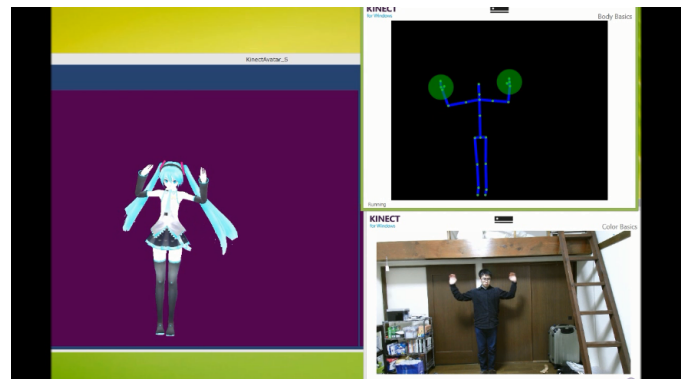 KinectAvatar_S
KINECT
for Windows
Body Basics
Running
KINECT
for Windows
Color Basics